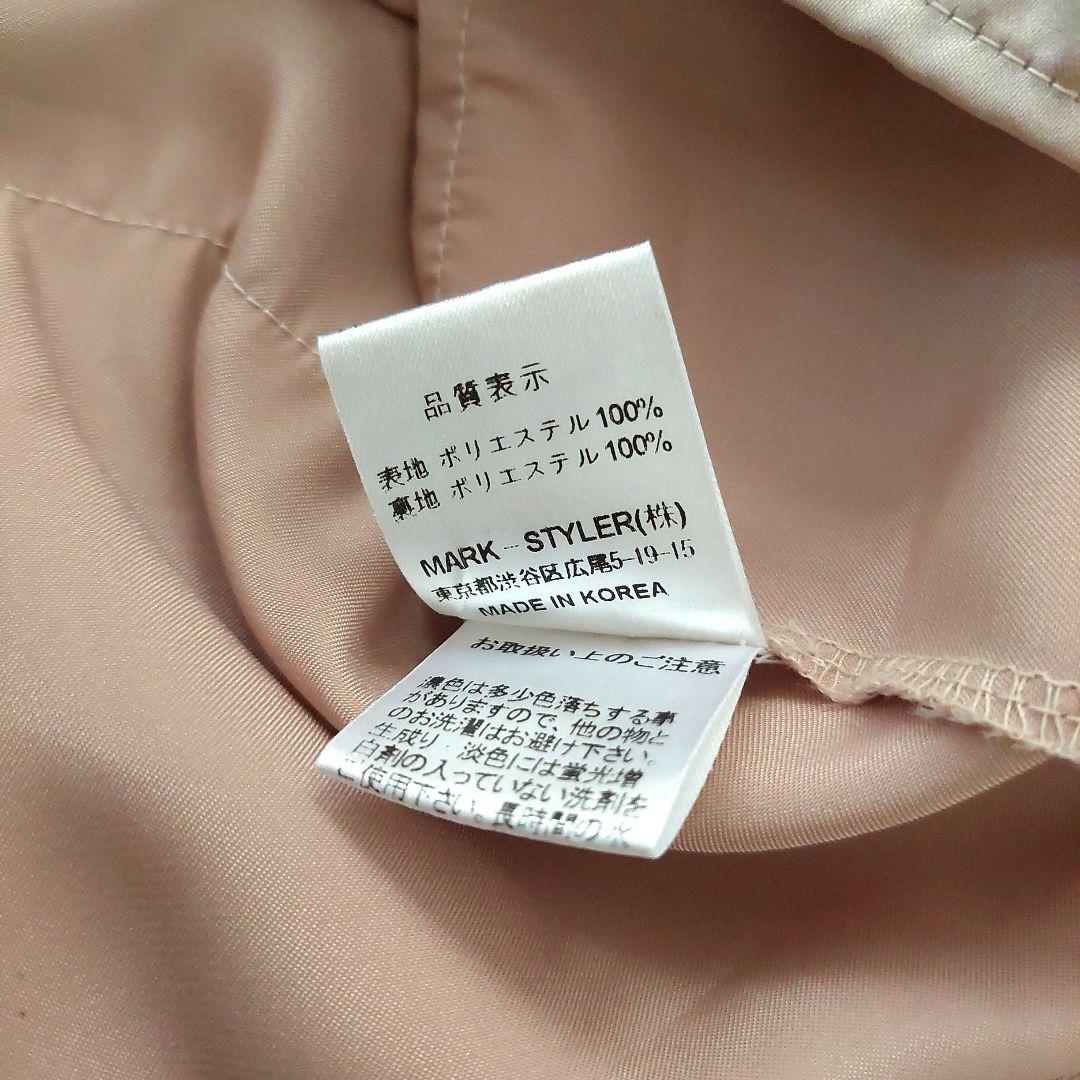 品質表示
表地 ポリエステル 100%
裏地 ポリエステル 100%
MARK-STYLER(株)
東京都渋谷区広尾5-19-15
MADE IN KOREA
お取扱い上のご注意
濃色は多少色落ちする事
がありますので、他の物と
のお洗濯はお避け下さい。
生成り・淡色には蛍光増
白剤の入っていない洗剤を
ご使用下さい。長時間の水